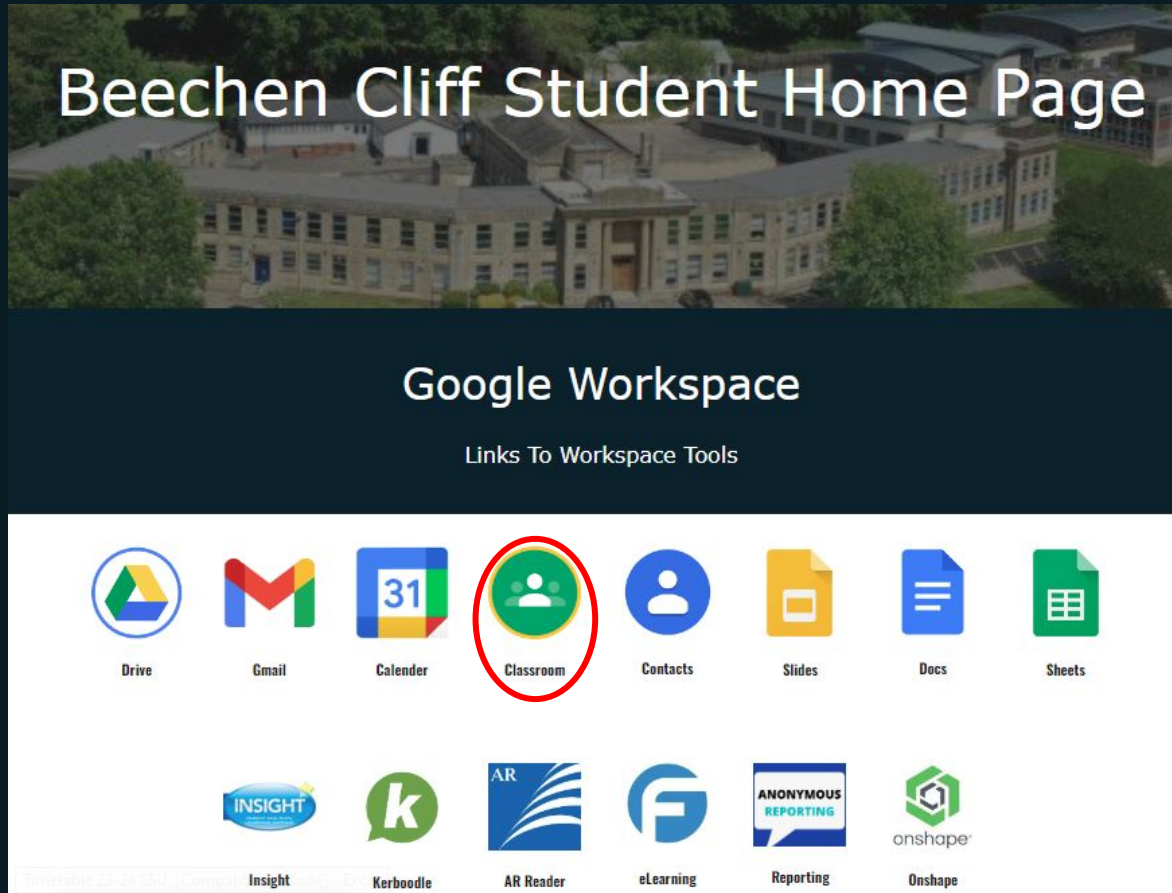 Beechen Cliff Student Home Page
Google Workspace
Links To Workspace Tools
31
Drive Gmail Calender Classroom Contacts Slides Docs Sheets
INSIGHT k AR ANONYMOUS
REPORTING
onshape
Insight Kerboodle AR Reader eLearning Reporting Onshape